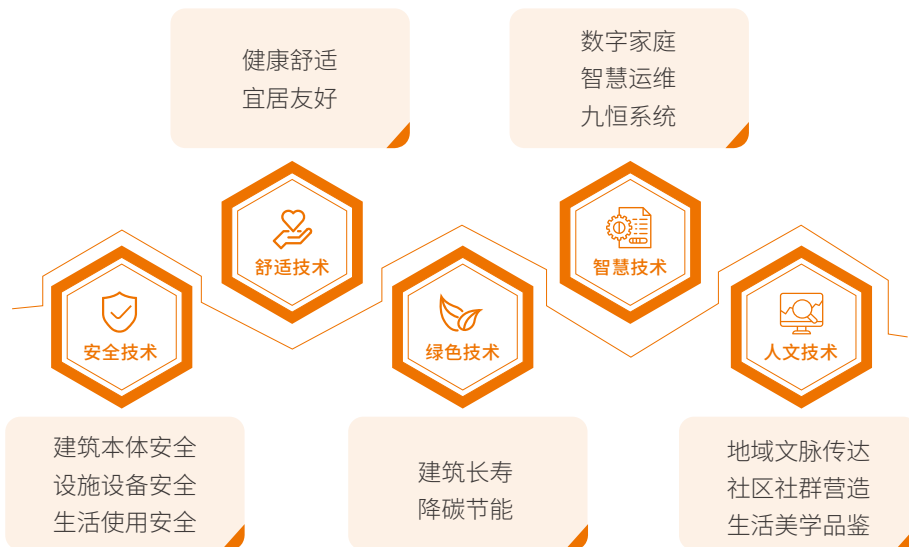 健康舒适
宜居友好
数字家庭
智慧运维
九恒系统
舒适技术
智慧技术
安全技术
绿色技术
人文技术
建筑本体安全
设施设备安全
生活使用安全
建筑长寿
降碳节能
地域文脉传达
社区社群营造
生活美学品鉴